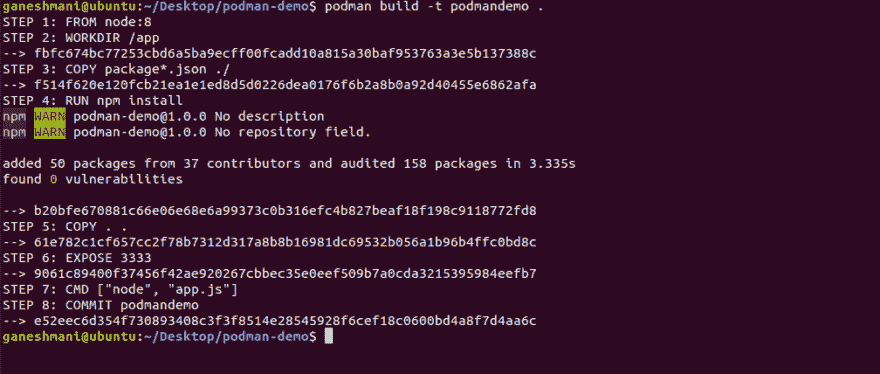 ganeshmani@ubuntu:~/Desktop/podman-demo$ podman build -t podmandemo .
STEP 1: FROM node:8
STEP 2: WORKDIR /app
--> fbfc674bc77253cbd6a5ba9ecff00fcadd10a815a30baf953763a3e5b137388c
STEP 3: COPY package*.json ./
--> f514f620e120fcb21ea1e1ed8d5d0226dea0176f6b2a8b0a92d40455e6862afa
STEP 4: RUN npm install
npm WARN podman-demo@1.0.0 No description
npm WARN podman-demo@1.0.0 No repository field.
added 50 packages from 37 contributors and audited 158 packages in 3.335s
found 0 vulnerabilities
--> b20bfe670881c66e06e68e6a99373c0b316efc4b827beaf18f198c9118772fd8
STEP 5: COPY . .
--> 61e782c1cf657cc2f78b7312d317a8b8b16981dc69532b056a1b96b4ffc0bd8c
STEP 6: EXPOSE 3333
--> 9061c89400f37456f42ae920267cbbec35e0eef509b7a0cda3215395984eefb7
STEP 7: CMD ["node", "app.js"]
STEP 8: COMMIT podmandemo
--> e52eec6d354f730893408c3f3f8514e28545928f6cef18c0600bd4a8f7d4aa6c
ganeshmani@ubuntu:~/Desktop/podman-demo$